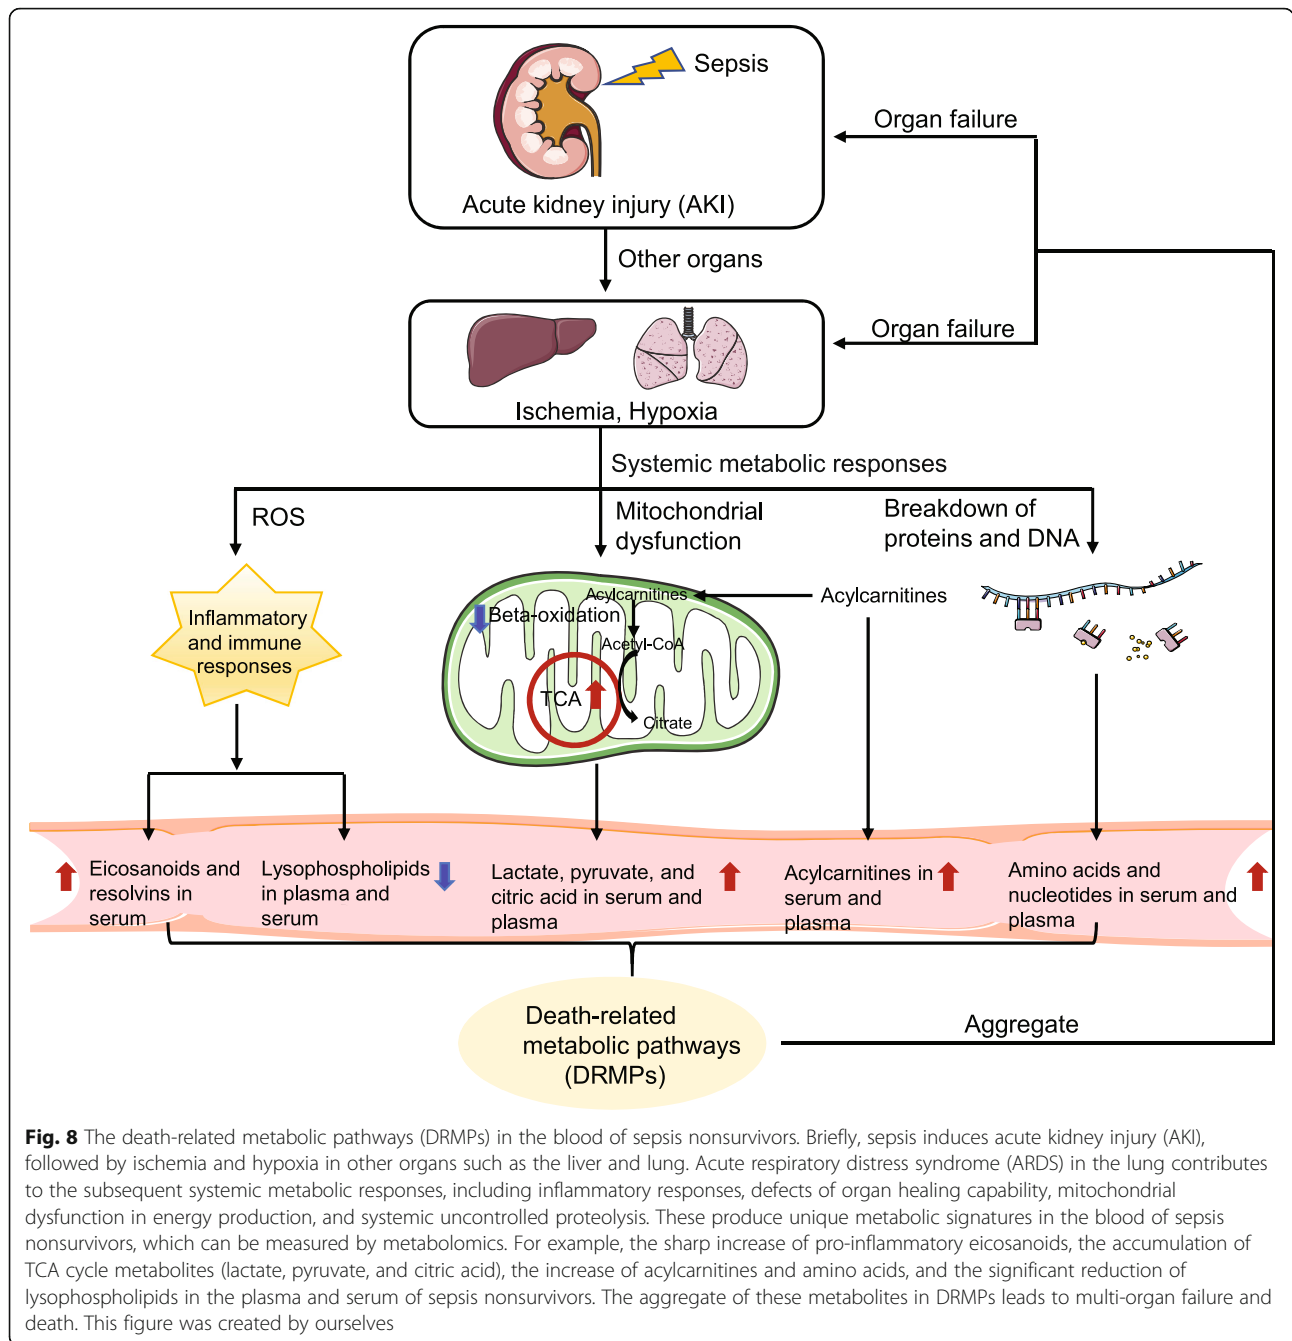 Sepsis
Acute kidney injury (AKI)
Organ failure
Other organs
Organ failure
Ischemia, Hypoxia
Systemic metabolic responses
ROS
Mitochondrial
dysfunction
Breakdown of
proteins and DNA
Inflammatory
and immune
responses
Acylcarnitines
Beta-oxidation
Acetyl-CoA
TCA
Citrate
Acylcarnitines
Eicosanoids and
resolvins in
serum
Lysophospholipids
in plasma and
serum
Lactate, pyruvate, and
citric acid in serum and
plasma
Acylcarnitines in
serum and
plasma
Amino acids and
nucleotides in serum and
plasma
Death-related
metabolic pathways
(DRMPs)
Aggregate
Fig. 8 The death-related metabolic pathways (DRMPs) in the blood of sepsis nonsurvivors. Briefly, sepsis induces acute kidney injury (AKI),
followed by ischemia and hypoxia in other organs such as the liver and lung. Acute respiratory distress syndrome (ARDS) in the lung contributes
to the subsequent systemic metabolic responses, including inflammatory responses, defects of organ healing capability, mitochondrial
dysfunction in energy production, and systemic uncontrolled proteolysis. These produce unique metabolic signatures in the blood of sepsis
nonsurvivors, which can be measured by metabolomics. For example, the sharp increase of pro-inflammatory eicosanoids, the accumulation of
TCA cycle metabolites (lactate, pyruvate, and citric acid), the increase of acylcarnitines and amino acids, and the significant reduction of
lysophospholipids in the plasma and serum of sepsis nonsurvivors. The aggregate of these metabolites in DRMPs leads to multi-organ failure and
death. This figure was created by ourselves